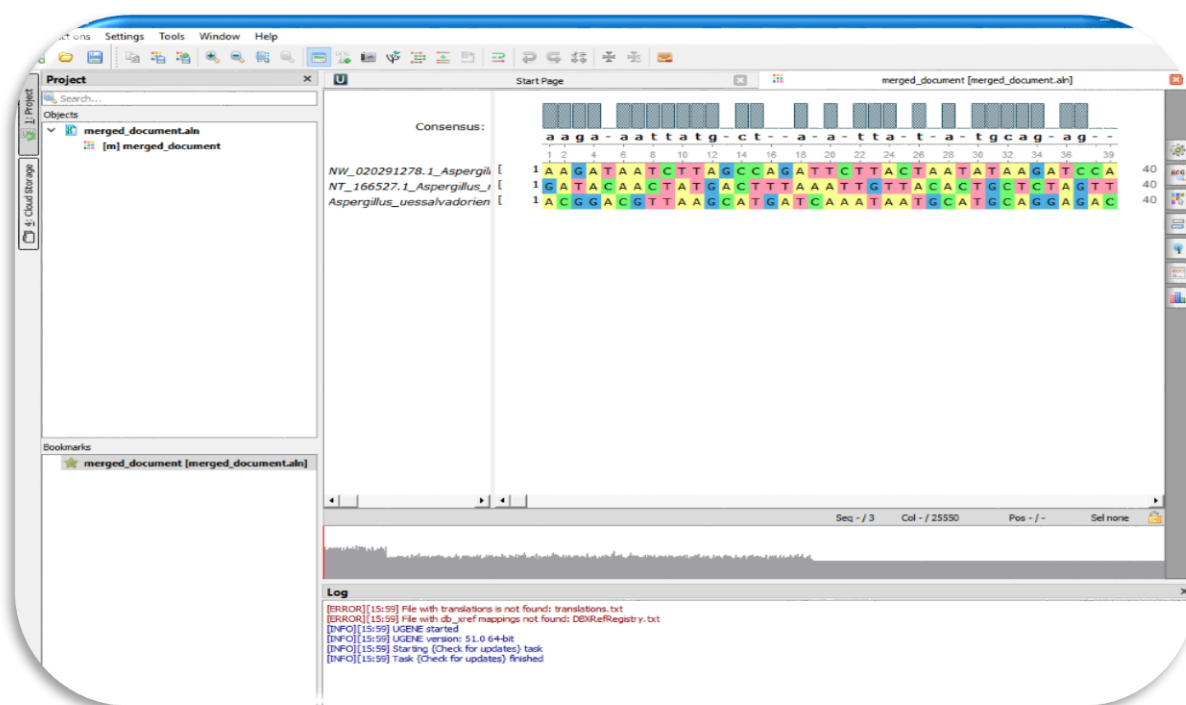 Settings Tools Window Help
Project ×
Start Page
merged_document [merged_document.aln]
1: Project
Search...
Objects
merged_document.aln
[m] merged_document
4: Cloud Storage
Consensus:
a a g a - a a t t a t g - c t - - a - a - t t a - t - a - t g c a g - a g - -
1 2 4 6 8 10 12 14 16 18 20 22 24 26 28 30 32 34 36 39
NW_020291278.1_Aspergil [ 1 A A G A T A A T C T T A G C C A G A T T C T T A C T A A T A T A A G A T C C A 40
NT_166527.1_Aspergillus_ [ 1 G A T A C A A C T A T G A C T T T A A A T T G T T A C A C T G C T C T A G T T 40
Aspergillus_uessalvadorien [ 1 A C G G A C G T T A A G C A T G A T C A A A T A A T G C A T G C A G G A G A C 40
Bookmarks
merged_document [merged_document.aln]
Seq - / 3 Col - / 25550 Pos - / - Sel none
Log ×
[ERROR][15:59] File with translations is not found: translations.txt
[ERROR][15:59] File with db_xref mappings not found: DBXRefRegistry.txt
[INFO][15:59] UGENE started
[INFO][15:59] UGENE version: 51.0 64-bit
[INFO][15:59] Starting {Check for updates} task
[INFO][15:59] Task {Check for updates} finished